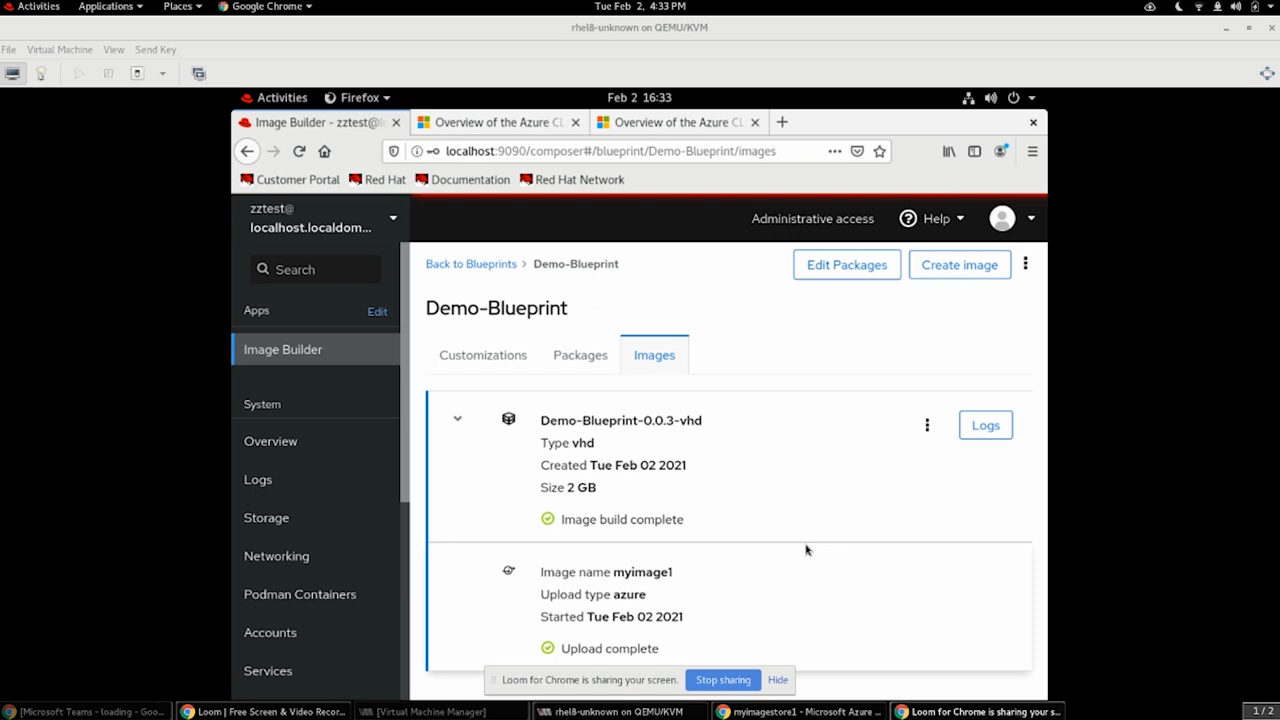 Activities Applications Places Google Chrome Tue Feb 2, 4:33 PM
rhel8-unknown on QEMU/KVM
File Virtual Machine View Send Key
Activities Firefox Feb 2 16:33
Image Builder - zztest@l Overview of the Azure CL Overview of the Azure CL
localhost:9090/composer#/blueprint/Demo-Blueprint/images
Customer Portal Red Hat Documentation Red Hat Network
zztest@
localhost.localdom...
Administrative access Help
Search
Back to Blueprints > Demo-Blueprint
Edit Packages Create image
Apps Edit
Demo-Blueprint
Image Builder
Customizations Packages Images
System
Overview
Logs
Storage
Networking
Podman Containers
Accounts
Services
Demo-Blueprint-0.0.3-vhd
Type vhd
Created Tue Feb 02 2021
Size 2 GB
Image build complete
Logs
Image name myimage1
Upload type azure
Started Tue Feb 02 2021
Upload complete
Loom for Chrome is sharing your screen. Stop sharing Hide
[Microsoft Teams - loading - Goo... Loom | Free Screen & Video Recor... [Virtual Machine Manager] rhel8-unknown on QEMU/KVM myimagestore1 - Microsoft Azure ... Loom for Chrome is sharing your s... 1 / 2